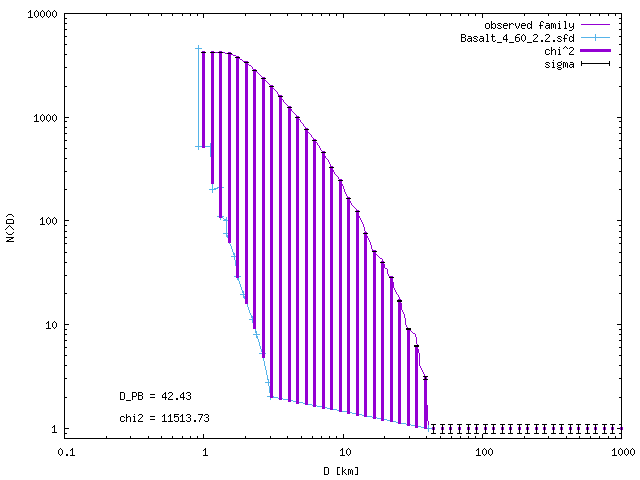 observed family
Basalt_4_60_2.2.sfd
chi^2
sigma
10000
1000
100
10
1
N(>D)
D_PB = 42.43
chi2 = 11513.73
0.1 1 10 100 1000
D [km]